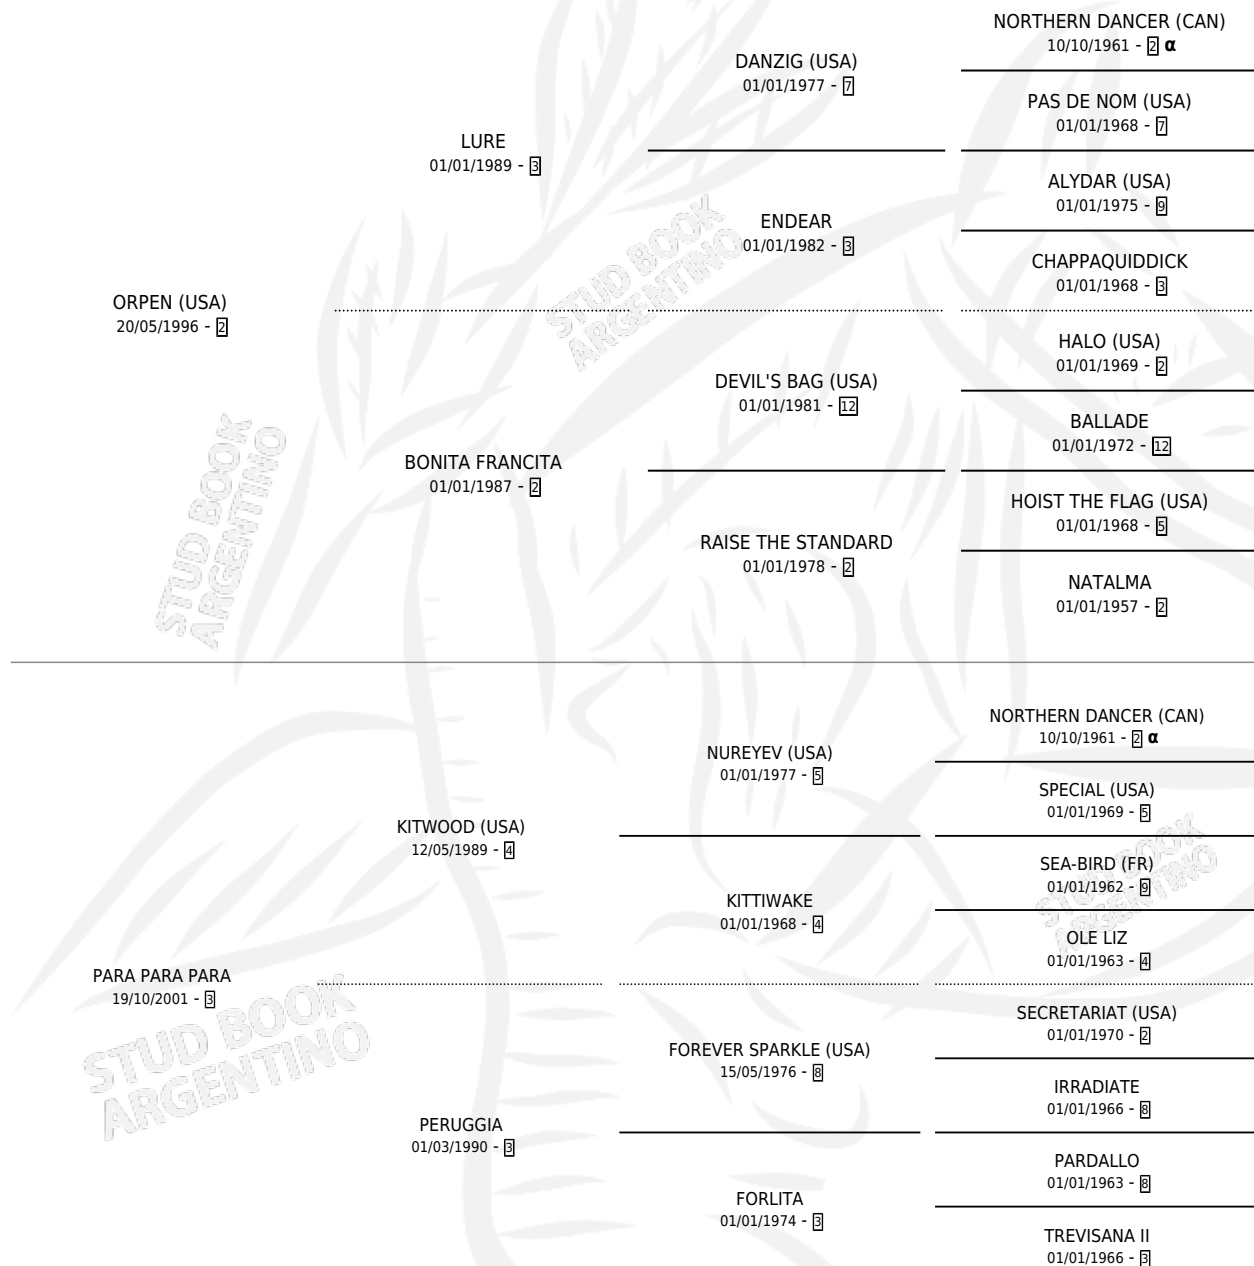 NORTHERN DANCER (CAN)
10/10/1961 - 2 α
DANZIG (USA)
01/01/1977 - 7
PAS DE NOM (USA)
01/01/1968 - 7
LURE
01/01/1989 - 3
ALYDAR (USA)
01/01/1975 - 9
ENDEAR
01/01/1982 - 3
CHAPPAQUIDDICK
01/01/1968 - 3
ORPEN (USA)
20/05/1996 - 2
HALO (USA)
01/01/1969 - 2
DEVIL'S BAG (USA)
01/01/1981 - 12
BALLADE
01/01/1972 - 12
BONITA FRANCITA
01/01/1987 - 2
HOIST THE FLAG (USA)
01/01/1968 - 5
RAISE THE STANDARD
01/01/1978 - 2
NATALMA
01/01/1957 - 2
NORTHERN DANCER (CAN)
10/10/1961 - 2 α
NUREYEV (USA)
01/01/1977 - 5
SPECIAL (USA)
01/01/1969 - 5
KITWOOD (USA)
12/05/1989 - 4
SEA-BIRD (FR)
01/01/1962 - 9
KITTIWAKE
01/01/1968 - 4
OLE LIZ
01/01/1963 - 4
PARA PARA PARA
19/10/2001 - 3
SECRETARIAT (USA)
01/01/1970 - 2
FOREVER SPARKLE (USA)
15/05/1976 - 8
IRRADIATE
01/01/1966 - 8
PERUGGIA
01/03/1990 - 3
PARDALLO
01/01/1963 - 8
FORLITA
01/01/1974 - 3
TREVISANA II
01/01/1966 - 3
STUD BOOK
ARGENTINO
STUD BOOK
ARGENTINO
STUD BOOK
ARGENTINO
STUD BOOK
ARGENTINO